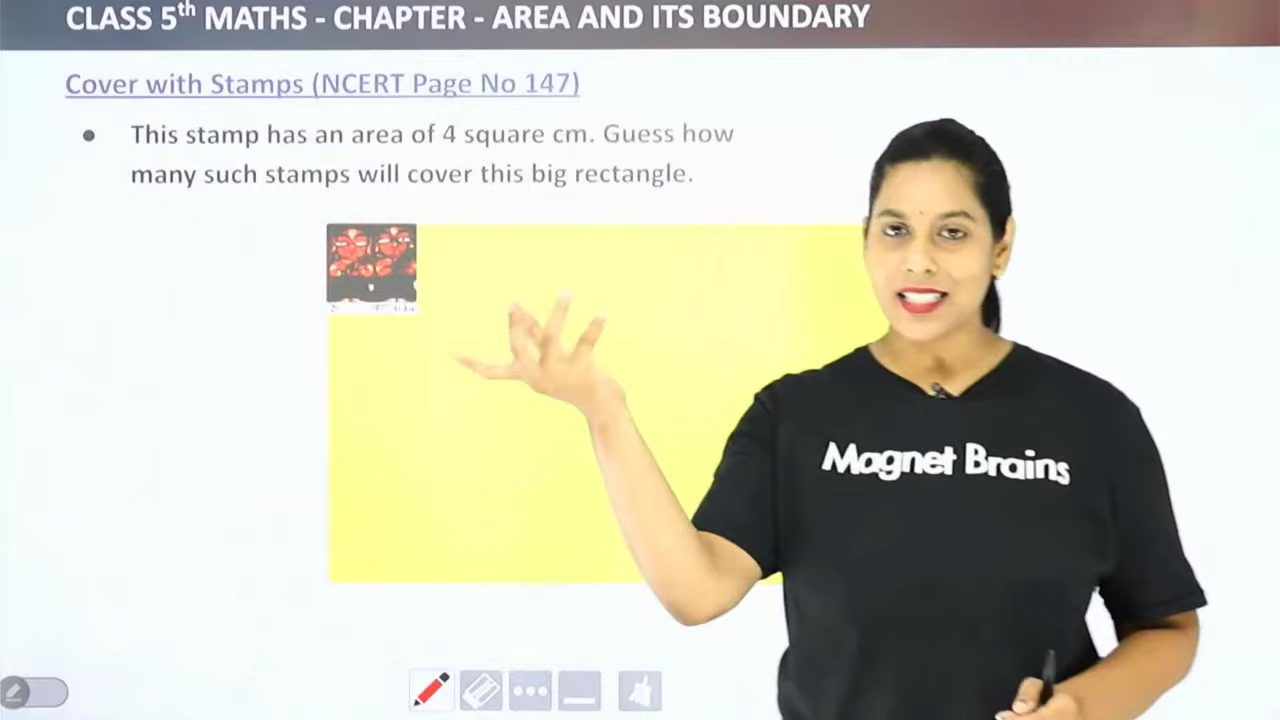 CLASS 5th MATHS - CHAPTER - AREA AND ITS BOUNDARY
Cover with Stamps (NCERT Page No 147)
● This stamp has an area of 4 square cm. Guess how
many such stamps will cover this big rectangle.
Magnet Brains